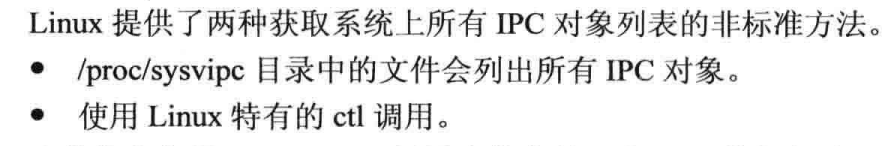 Linux 提供了两种获取系统上所有 IPC 对象列表的非标准方法。
● /proc/sysvipc 目录中的文件会列出所有 IPC 对象。
● 使用 Linux 特有的 ctl 调用。